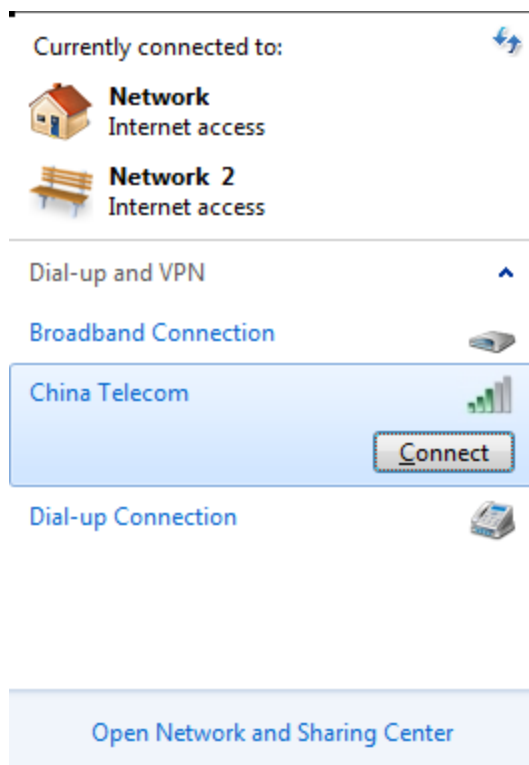 Currently connected to:
Network
Internet access
Network 2
Internet access
Dial-up and VPN
Broadband Connection
China Telecom
Connect
Dial-up Connection
Open Network and Sharing Center